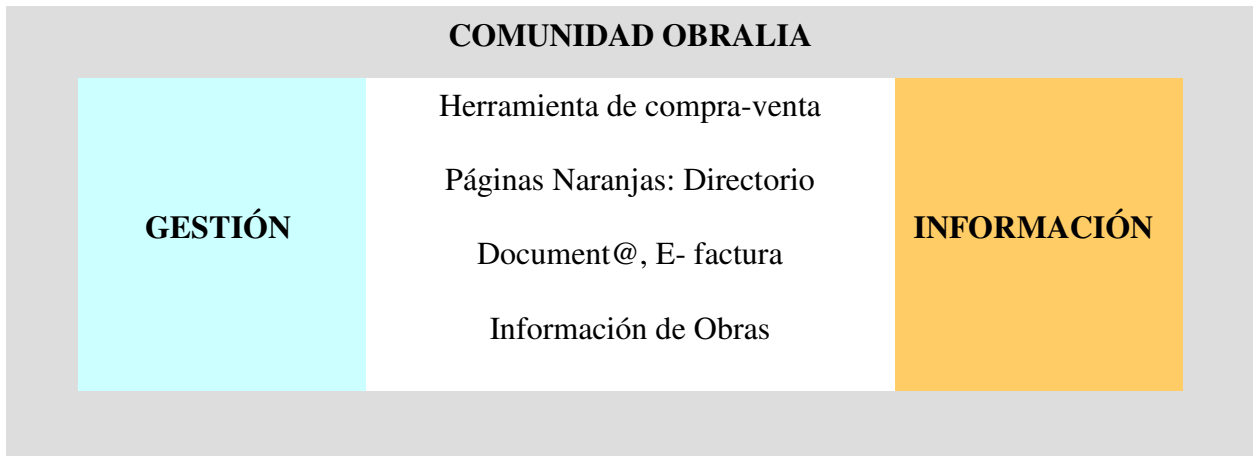 COMUNIDAD OBRALIA
Herramienta de compra-venta
Páginas Naranjas: Directorio
GESTIÓN
INFORMACIÓN
Document@, E- factura
Información de Obras